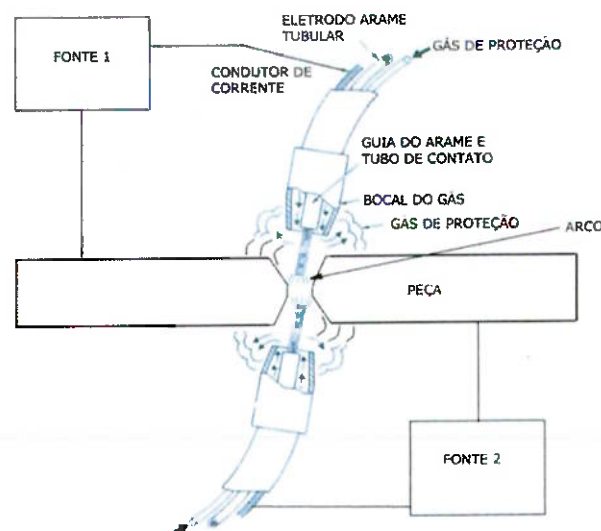 ELETRODO ARAME
TUBULAR
GÁS DE PROTEÇÃO
FONTE 1
CONDUTOR DE
CORRENTE
GUIA DO ARAME E
TUBO DE CONTATO
BOCAL DO GÁS
GÁS DE PROTEÇÃO
ARCO
PEÇA
FONTE 2